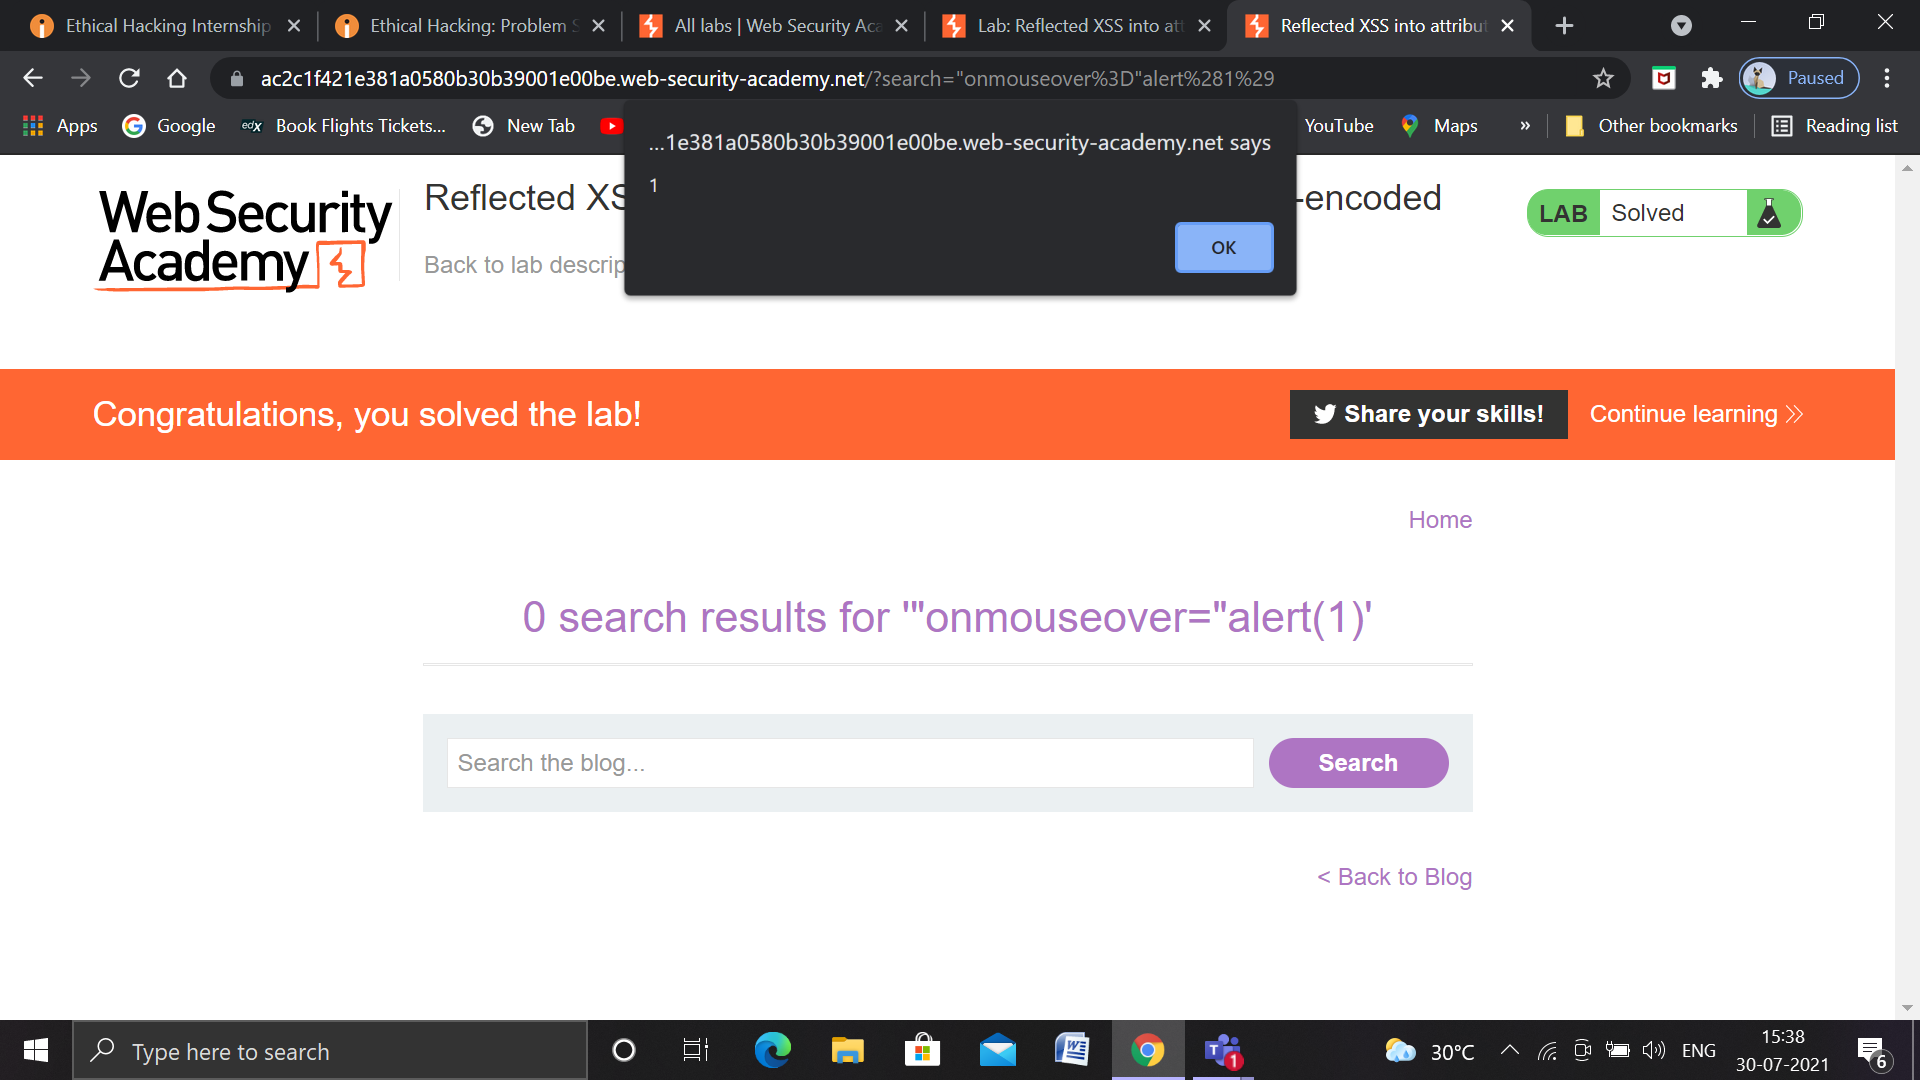 Ethical Hacking Internship
Ethical Hacking: Problem S
All labs | Web Security Aca
Lab: Reflected XSS into att
Reflected XSS into attribut
ac2c1f421e381a0580b30b39001e00be.web-security-academy.net/?search="onmouseover%3D"alert%281%29
Paused
Apps
Google
edX
Book Flights Tickets...
New Tab
YouTube
Maps
»
Other bookmarks
Reading list
...1e381a0580b30b39001e00be.web-security-academy.net says
1
OK
Web Security
Academy
Reflected XS
-encoded
Back to lab descrip
LAB
Solved
Congratulations, you solved the lab!
Share your skills!
Continue learning
Home
0 search results for '"onmouseover="alert(1)'
Search the blog...
Search
< Back to Blog
Type here to search
W
T
1
30°C
ENG
15:38
30-07-2021
6